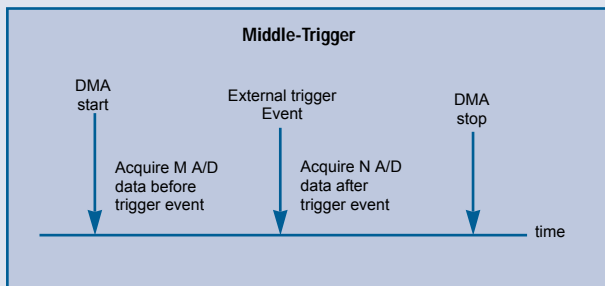 Middle-Trigger
DMA
start
External trigger
Event
DMA
stop
Acquire M A/D
data before
trigger event
Acquire N A/D
data after
trigger event
time